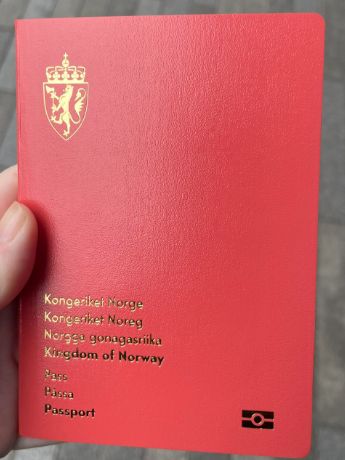 Kongeriket Norge
Kongeriket Noreg
Norgga gonagasriika
Kingdom of Norway
Pass
Passa
Passport